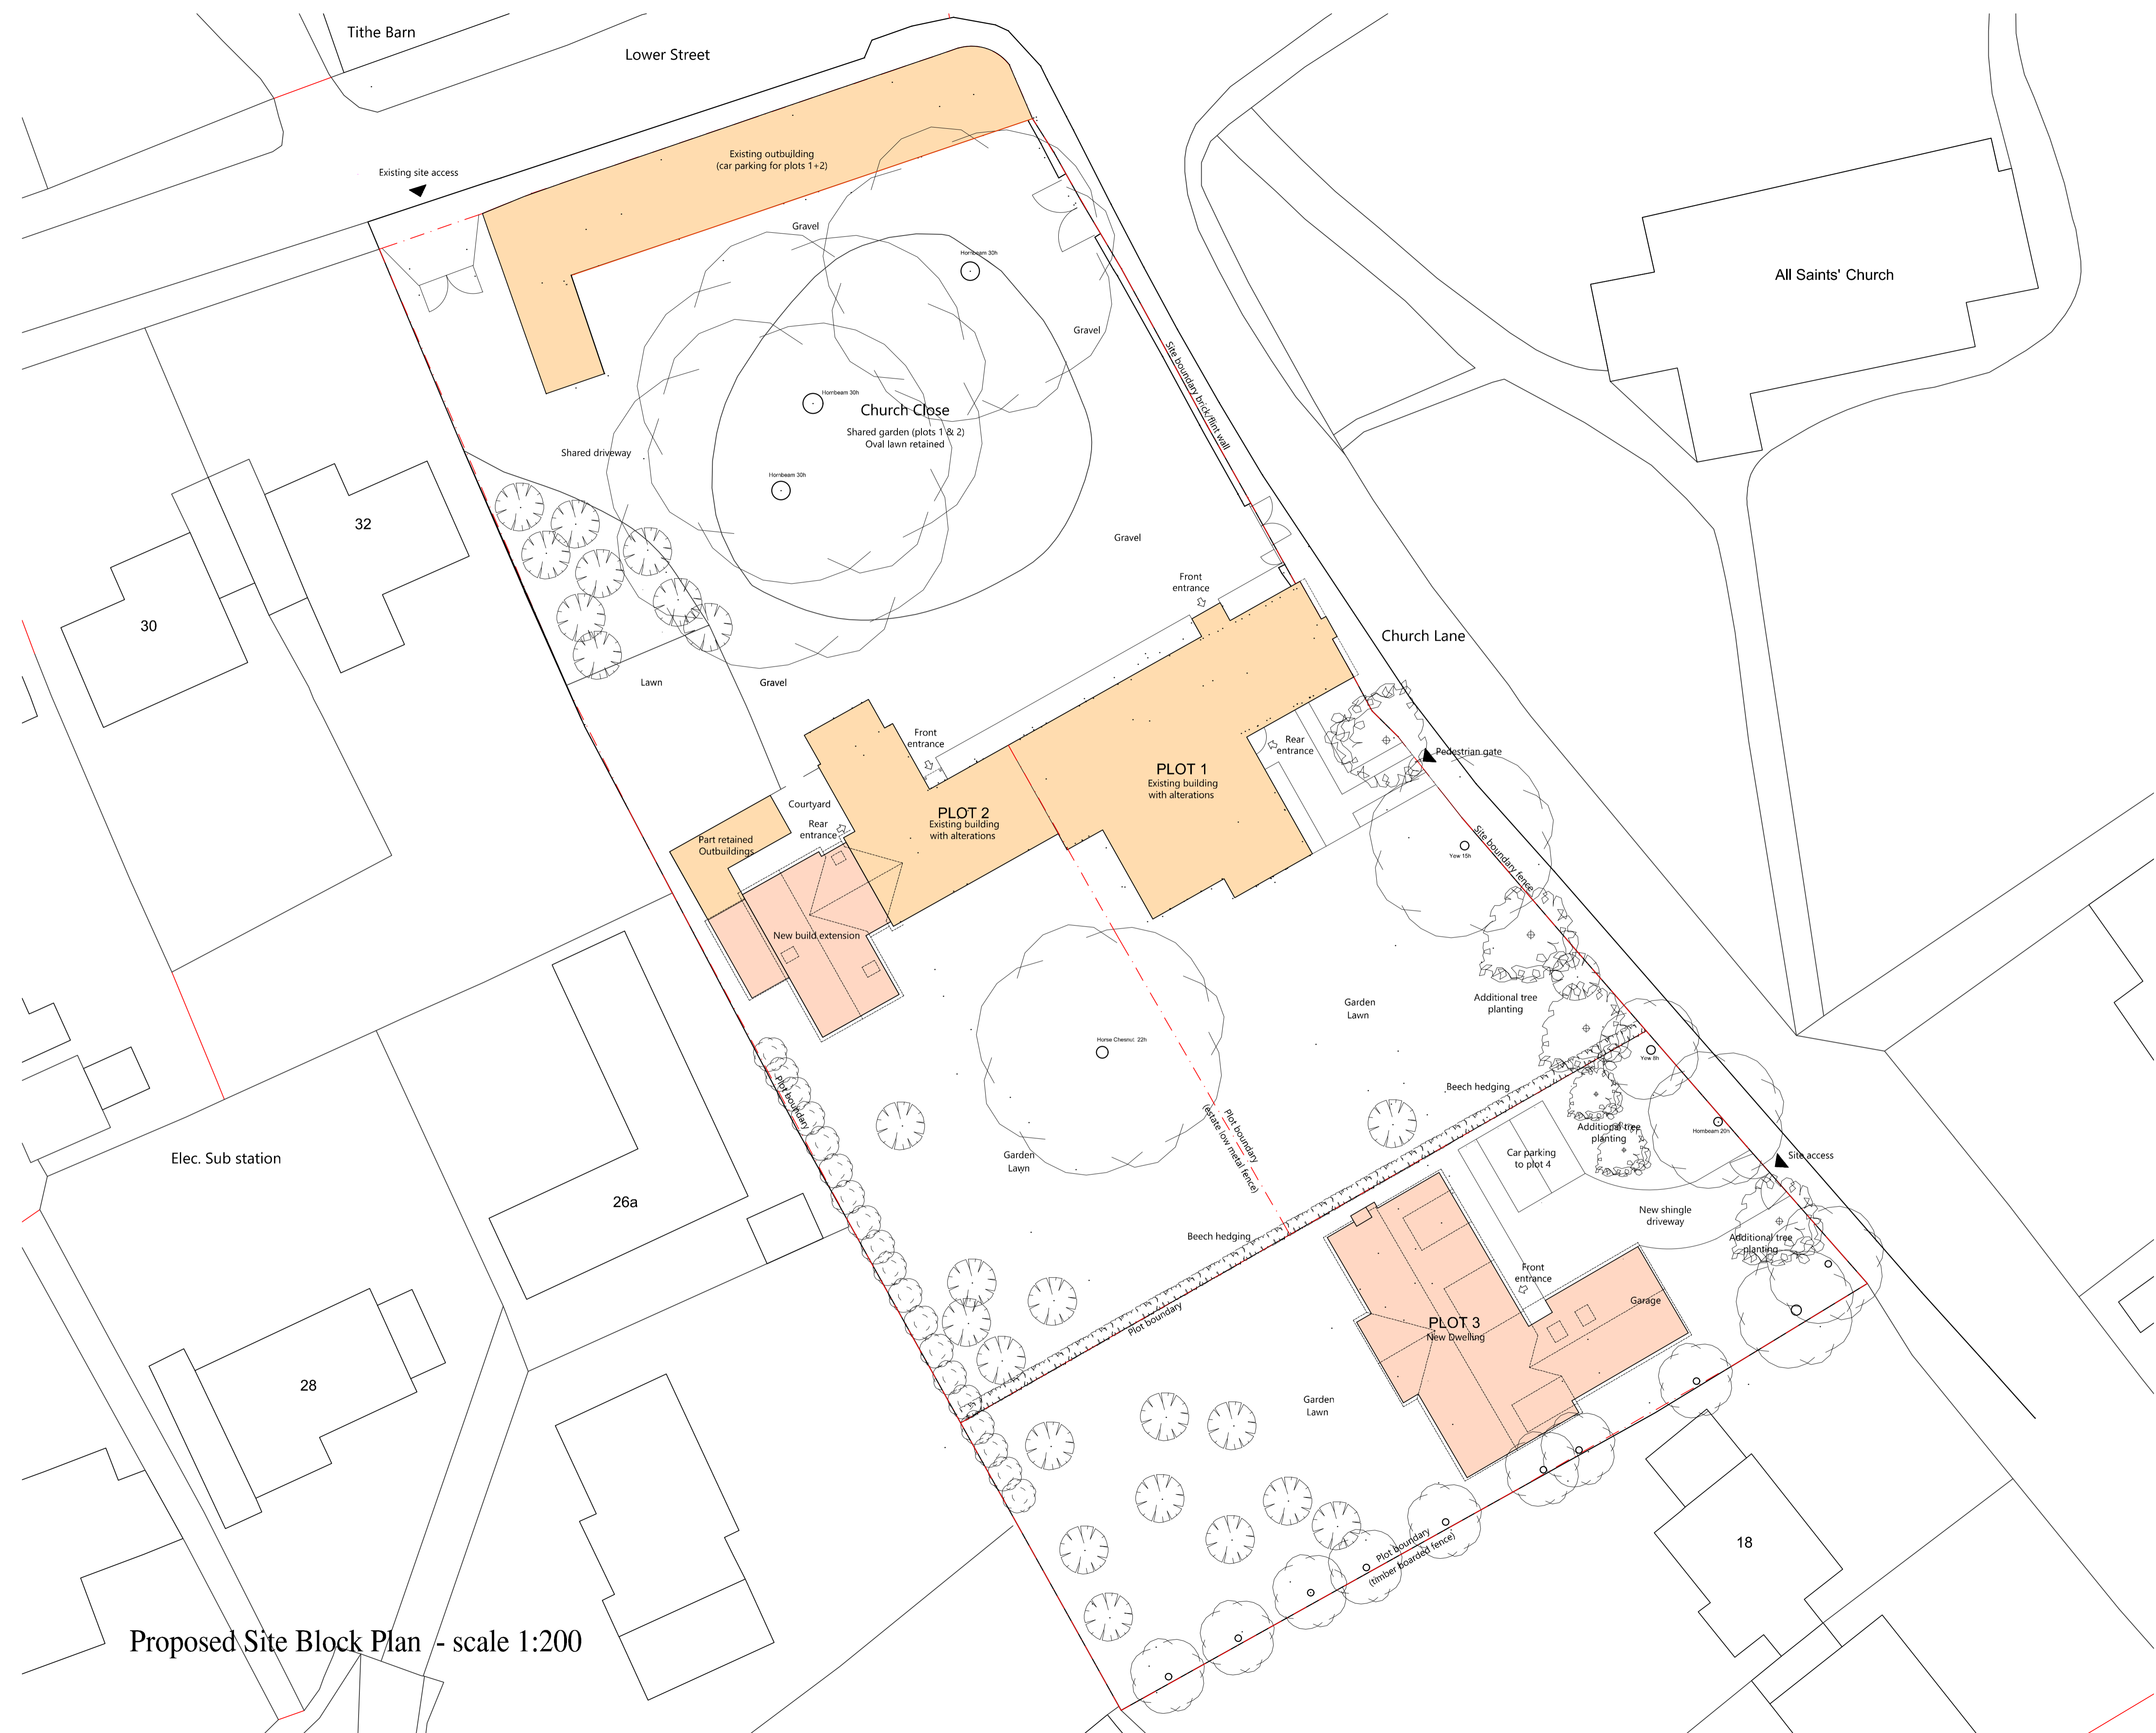 Tithe Barn
Lower Street
Existing site access
Existing outbuilding
(car parking for plots 1+2)
Gravel
Hornbeam 30h
All Saints' Church
Gravel
Site boundary brick/flint wall
Hornbeam 30h
Church Close
Shared garden (plots 1 & 2)
Oval lawn retained
Shared driveway
Hornbeam 30h
32
30
Gravel
Front
entrance
Church Lane
Lawn
Gravel
Front
entrance
Rear
entrance
Pedestrian gate
PLOT 1
Existing building
with alterations
Courtyard
Rear
entrance
PLOT 2
Existing building
with alterations
Part retained
Outbuildings
Site boundary fence
Yew 15h
New build extension
Additional tree
planting
Garden
Lawn
Horse Chesnut 22h
Yew 8h
Plot boundary
Beech hedging
Plot boundary
(estate low metal fence)
Additional tree
planting
Hornbeam 20h
Car parking
to plot 4
Site access
Elec. Sub station
Garden
Lawn
26a
New shingle
driveway
Beech hedging
Additional tree
planting
Front
entrance
Garage
Plot boundary
PLOT 3
New Dwelling
28
Garden
Lawn
Plot boundary
(timber boarded fence)
18
Proposed Site Block Plan - scale 1:200